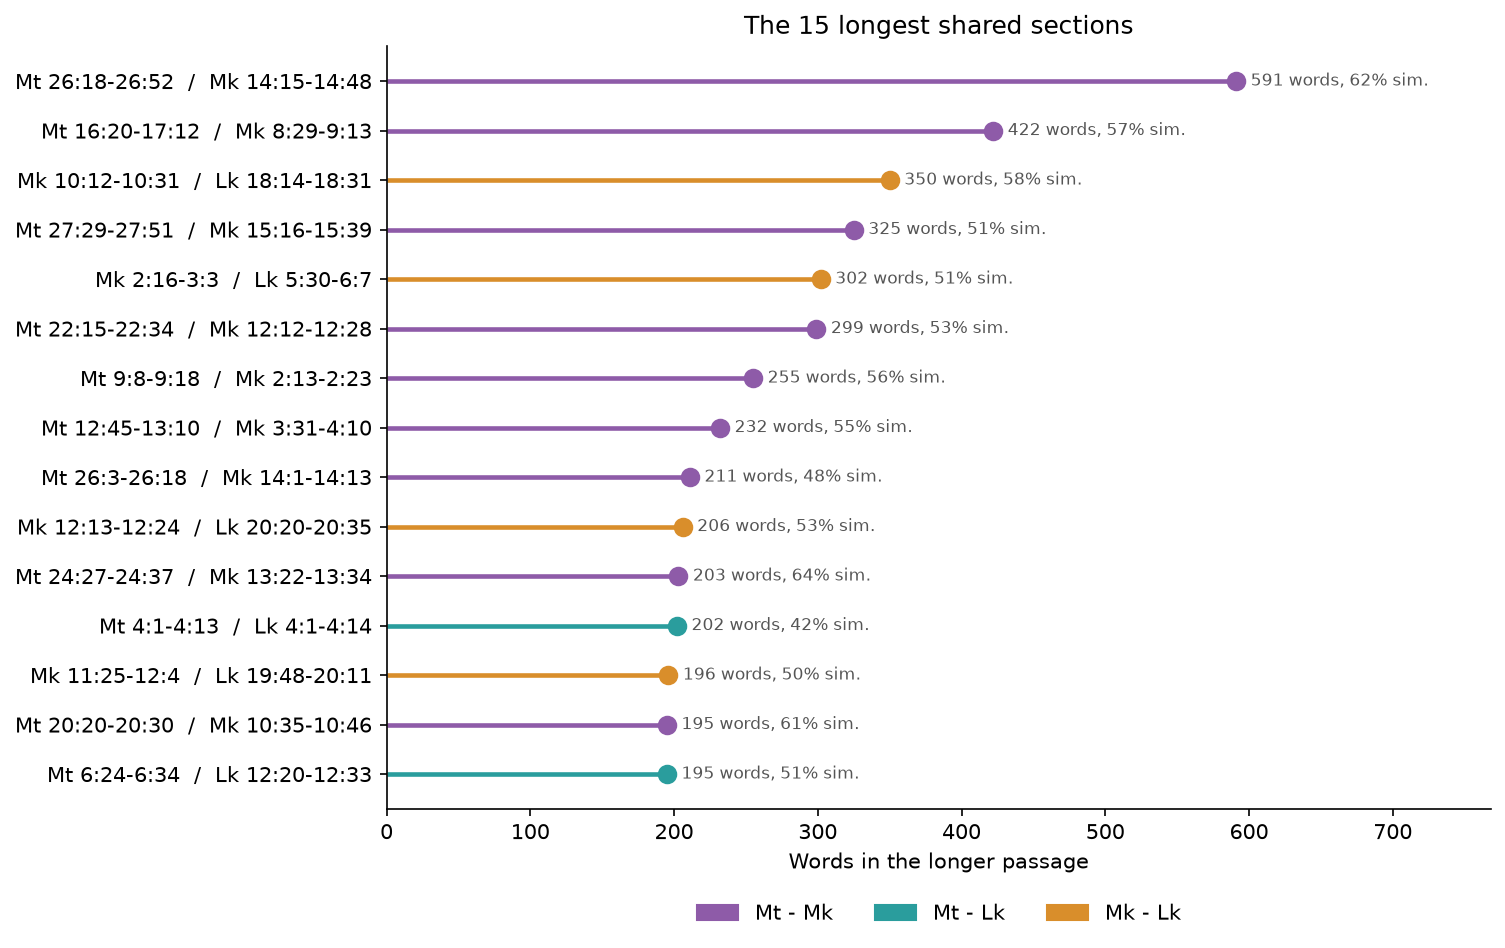 The 15 longest shared sections
Mt 26:18-26:52 / Mk 14:15-14:48 591 words, 62% sim.
Mt 16:20-17:12 / Mk 8:29-9:13 422 words, 57% sim.
Mk 10:12-10:31 / Lk 18:14-18:31 350 words, 58% sim.
Mt 27:29-27:51 / Mk 15:16-15:39 325 words, 51% sim.
Mk 2:16-3:3 / Lk 5:30-6:7 302 words, 51% sim.
Mt 22:15-22:34 / Mk 12:12-12:28 299 words, 53% sim.
Mt 9:8-9:18 / Mk 2:13-2:23 255 words, 56% sim.
Mt 12:45-13:10 / Mk 3:31-4:10 232 words, 55% sim.
Mt 26:3-26:18 / Mk 14:1-14:13 211 words, 48% sim.
Mk 12:13-12:24 / Lk 20:20-20:35 206 words, 53% sim.
Mt 24:27-24:37 / Mk 13:22-13:34 203 words, 64% sim.
Mt 4:1-4:13 / Lk 4:1-4:14 202 words, 42% sim.
Mk 11:25-12:4 / Lk 19:48-20:11 196 words, 50% sim.
Mt 20:20-20:30 / Mk 10:35-10:46 195 words, 61% sim.
Mt 6:24-6:34 / Lk 12:20-12:33 195 words, 51% sim.
0 100 200 300 400 500 600 700
Words in the longer passage
Mt - Mk Mt - Lk Mk - Lk